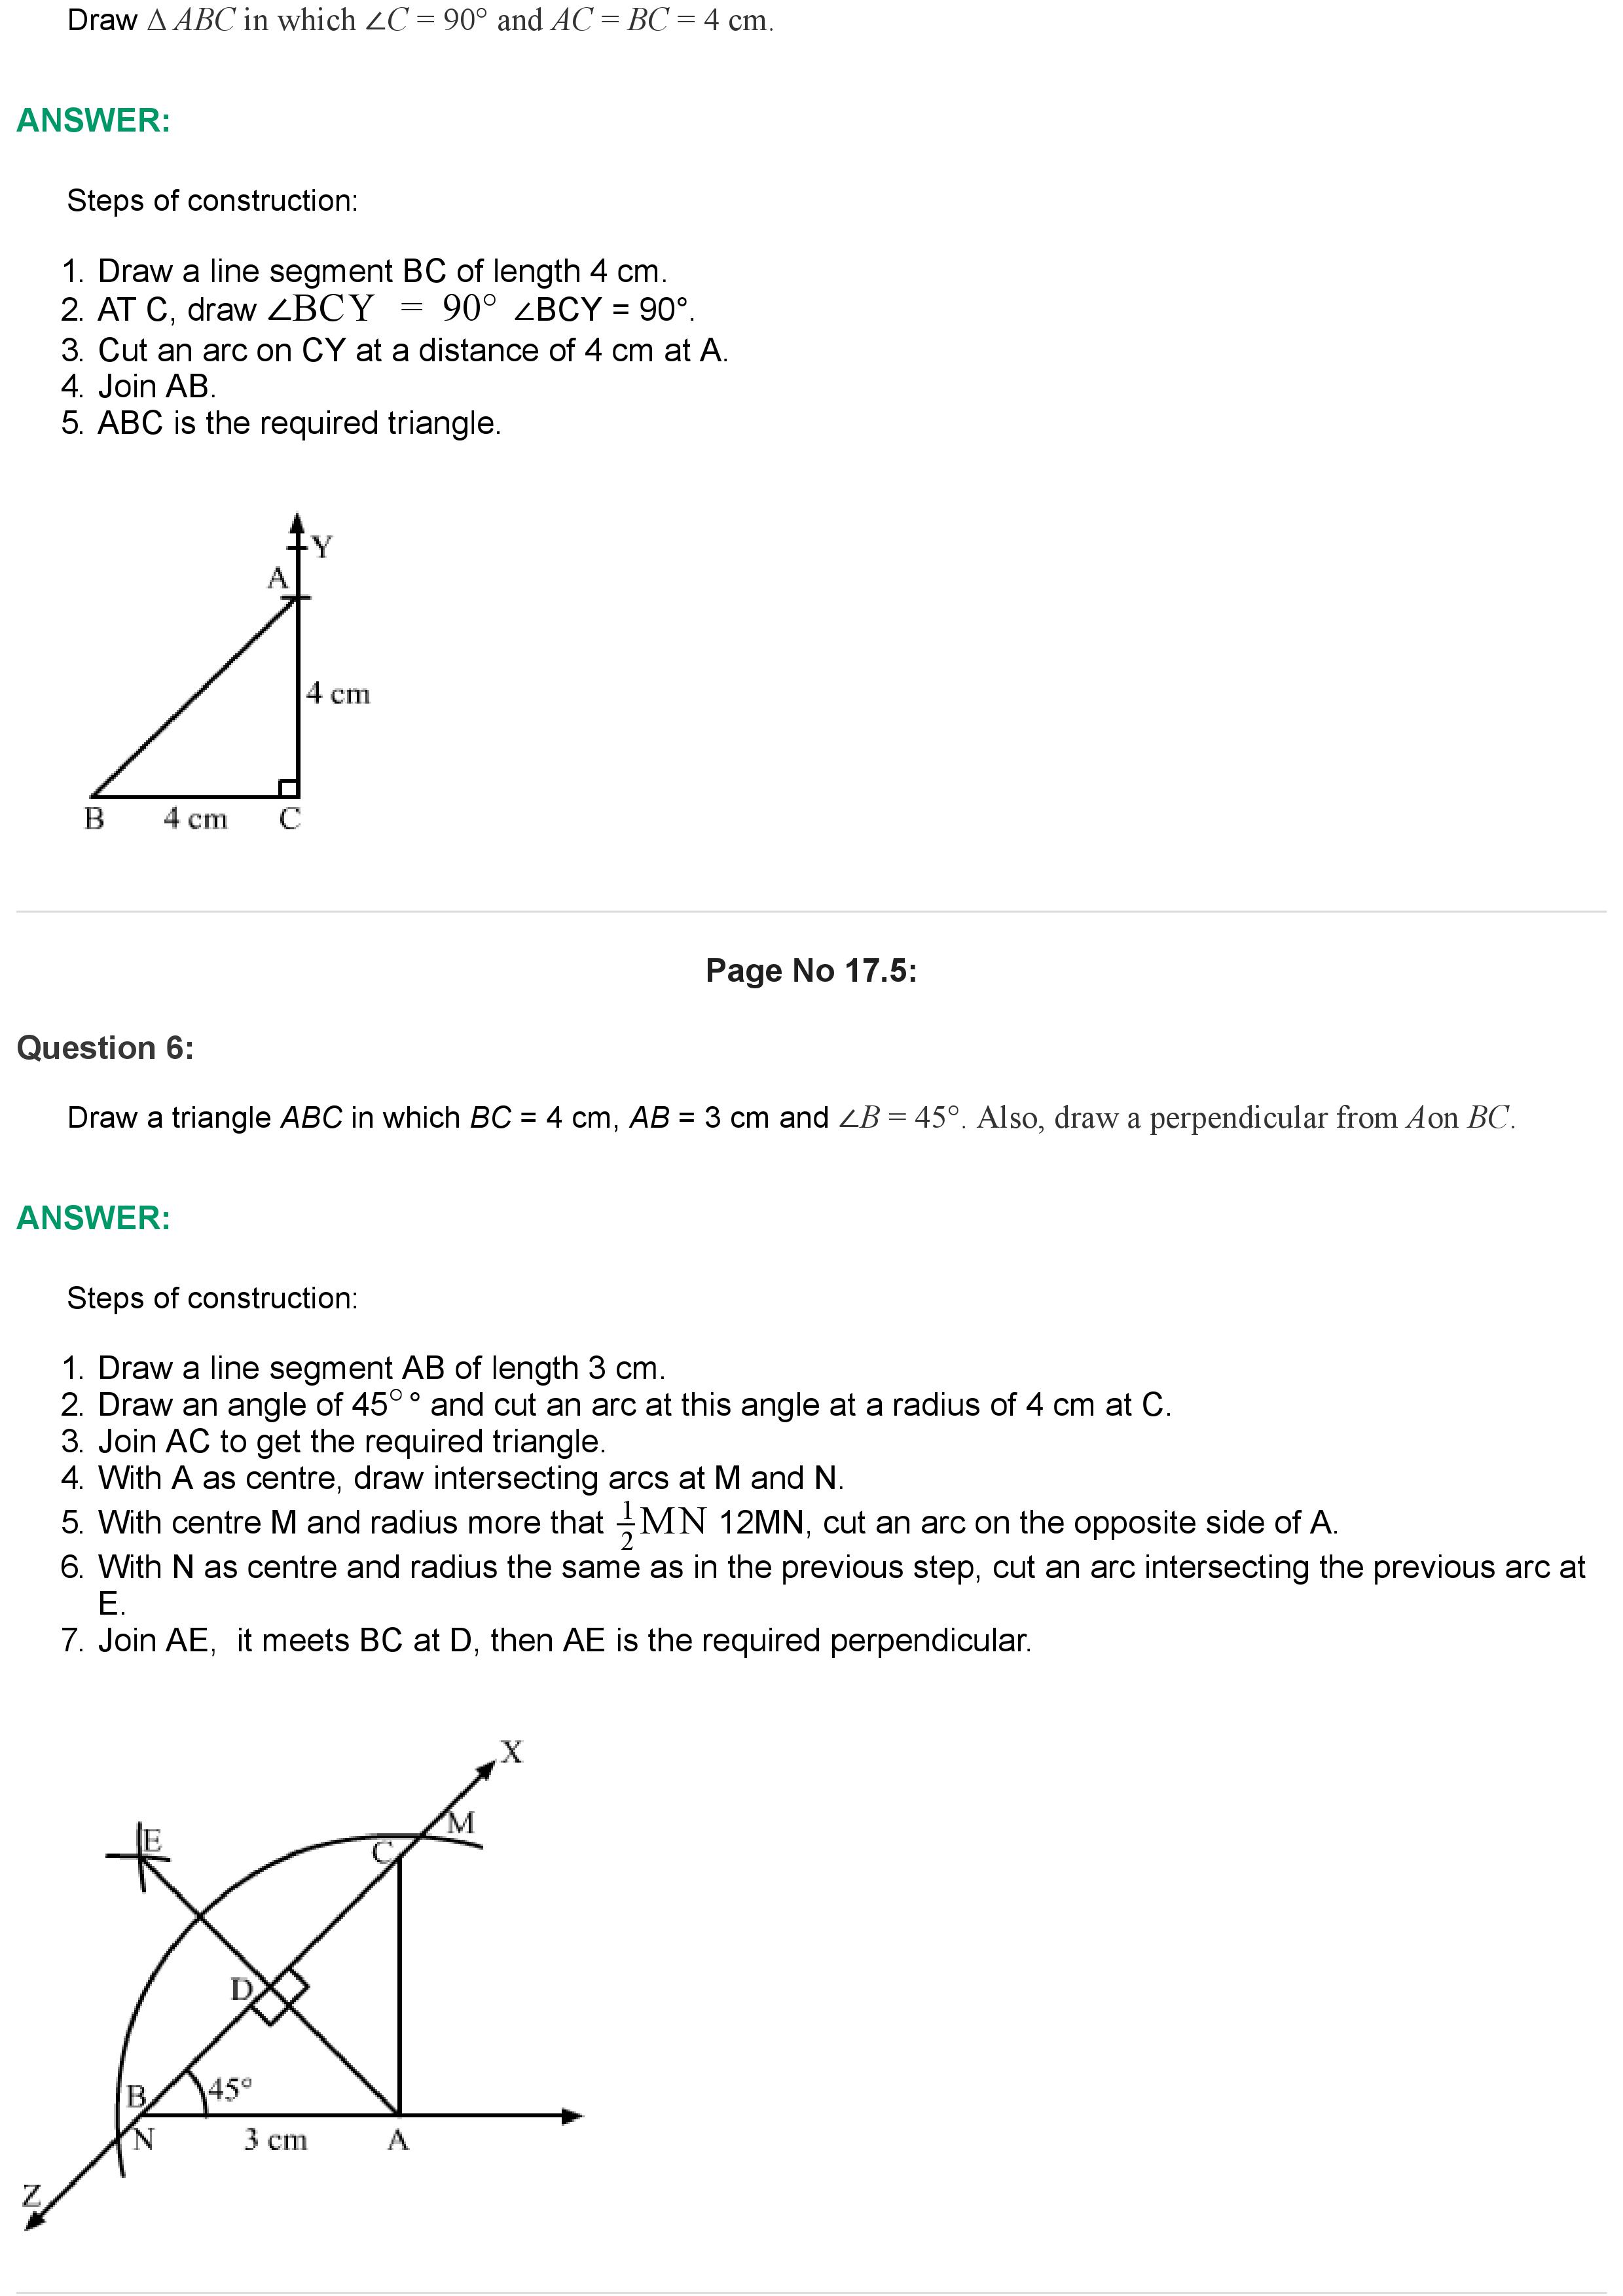 Draw Δ ABC in which ∠C = 90° and AC = BC = 4 cm.
ANSWER:
Steps of construction:
1. Draw a line segment BC of length 4 cm.
2. AT C, draw ∠BCY = 90° ∠BCY = 90°.
3. Cut an arc on CY at a distance of 4 cm at A.
4. Join AB.
5. ABC is the required triangle.
Y
A
4 cm
B 4 cm C
Page No 17.5:
Question 6:
Draw a triangle ABC in which BC = 4 cm, AB = 3 cm and ∠B = 45°. Also, draw a perpendicular from Aon BC.
ANSWER:
Steps of construction:
1. Draw a line segment AB of length 3 cm.
2. Draw an angle of 45° ° and cut an arc at this angle at a radius of 4 cm at C.
3. Join AC to get the required triangle.
4. With A as centre, draw intersecting arcs at M and N.
5. With centre M and radius more that 1/2 MN 12MN, cut an arc on the opposite side of A.
6. With N as centre and radius the same as in the previous step, cut an arc intersecting the previous arc at
E.
7. Join AE,  it meets BC at D, then AE is the required perpendicular.
X
M
E
C
D
B 45°
N 3 cm A
Z